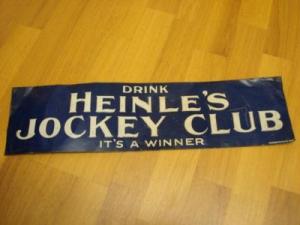 DRINK
HEINLE'S
JOCKEY CLUB
IT'S A WINNER